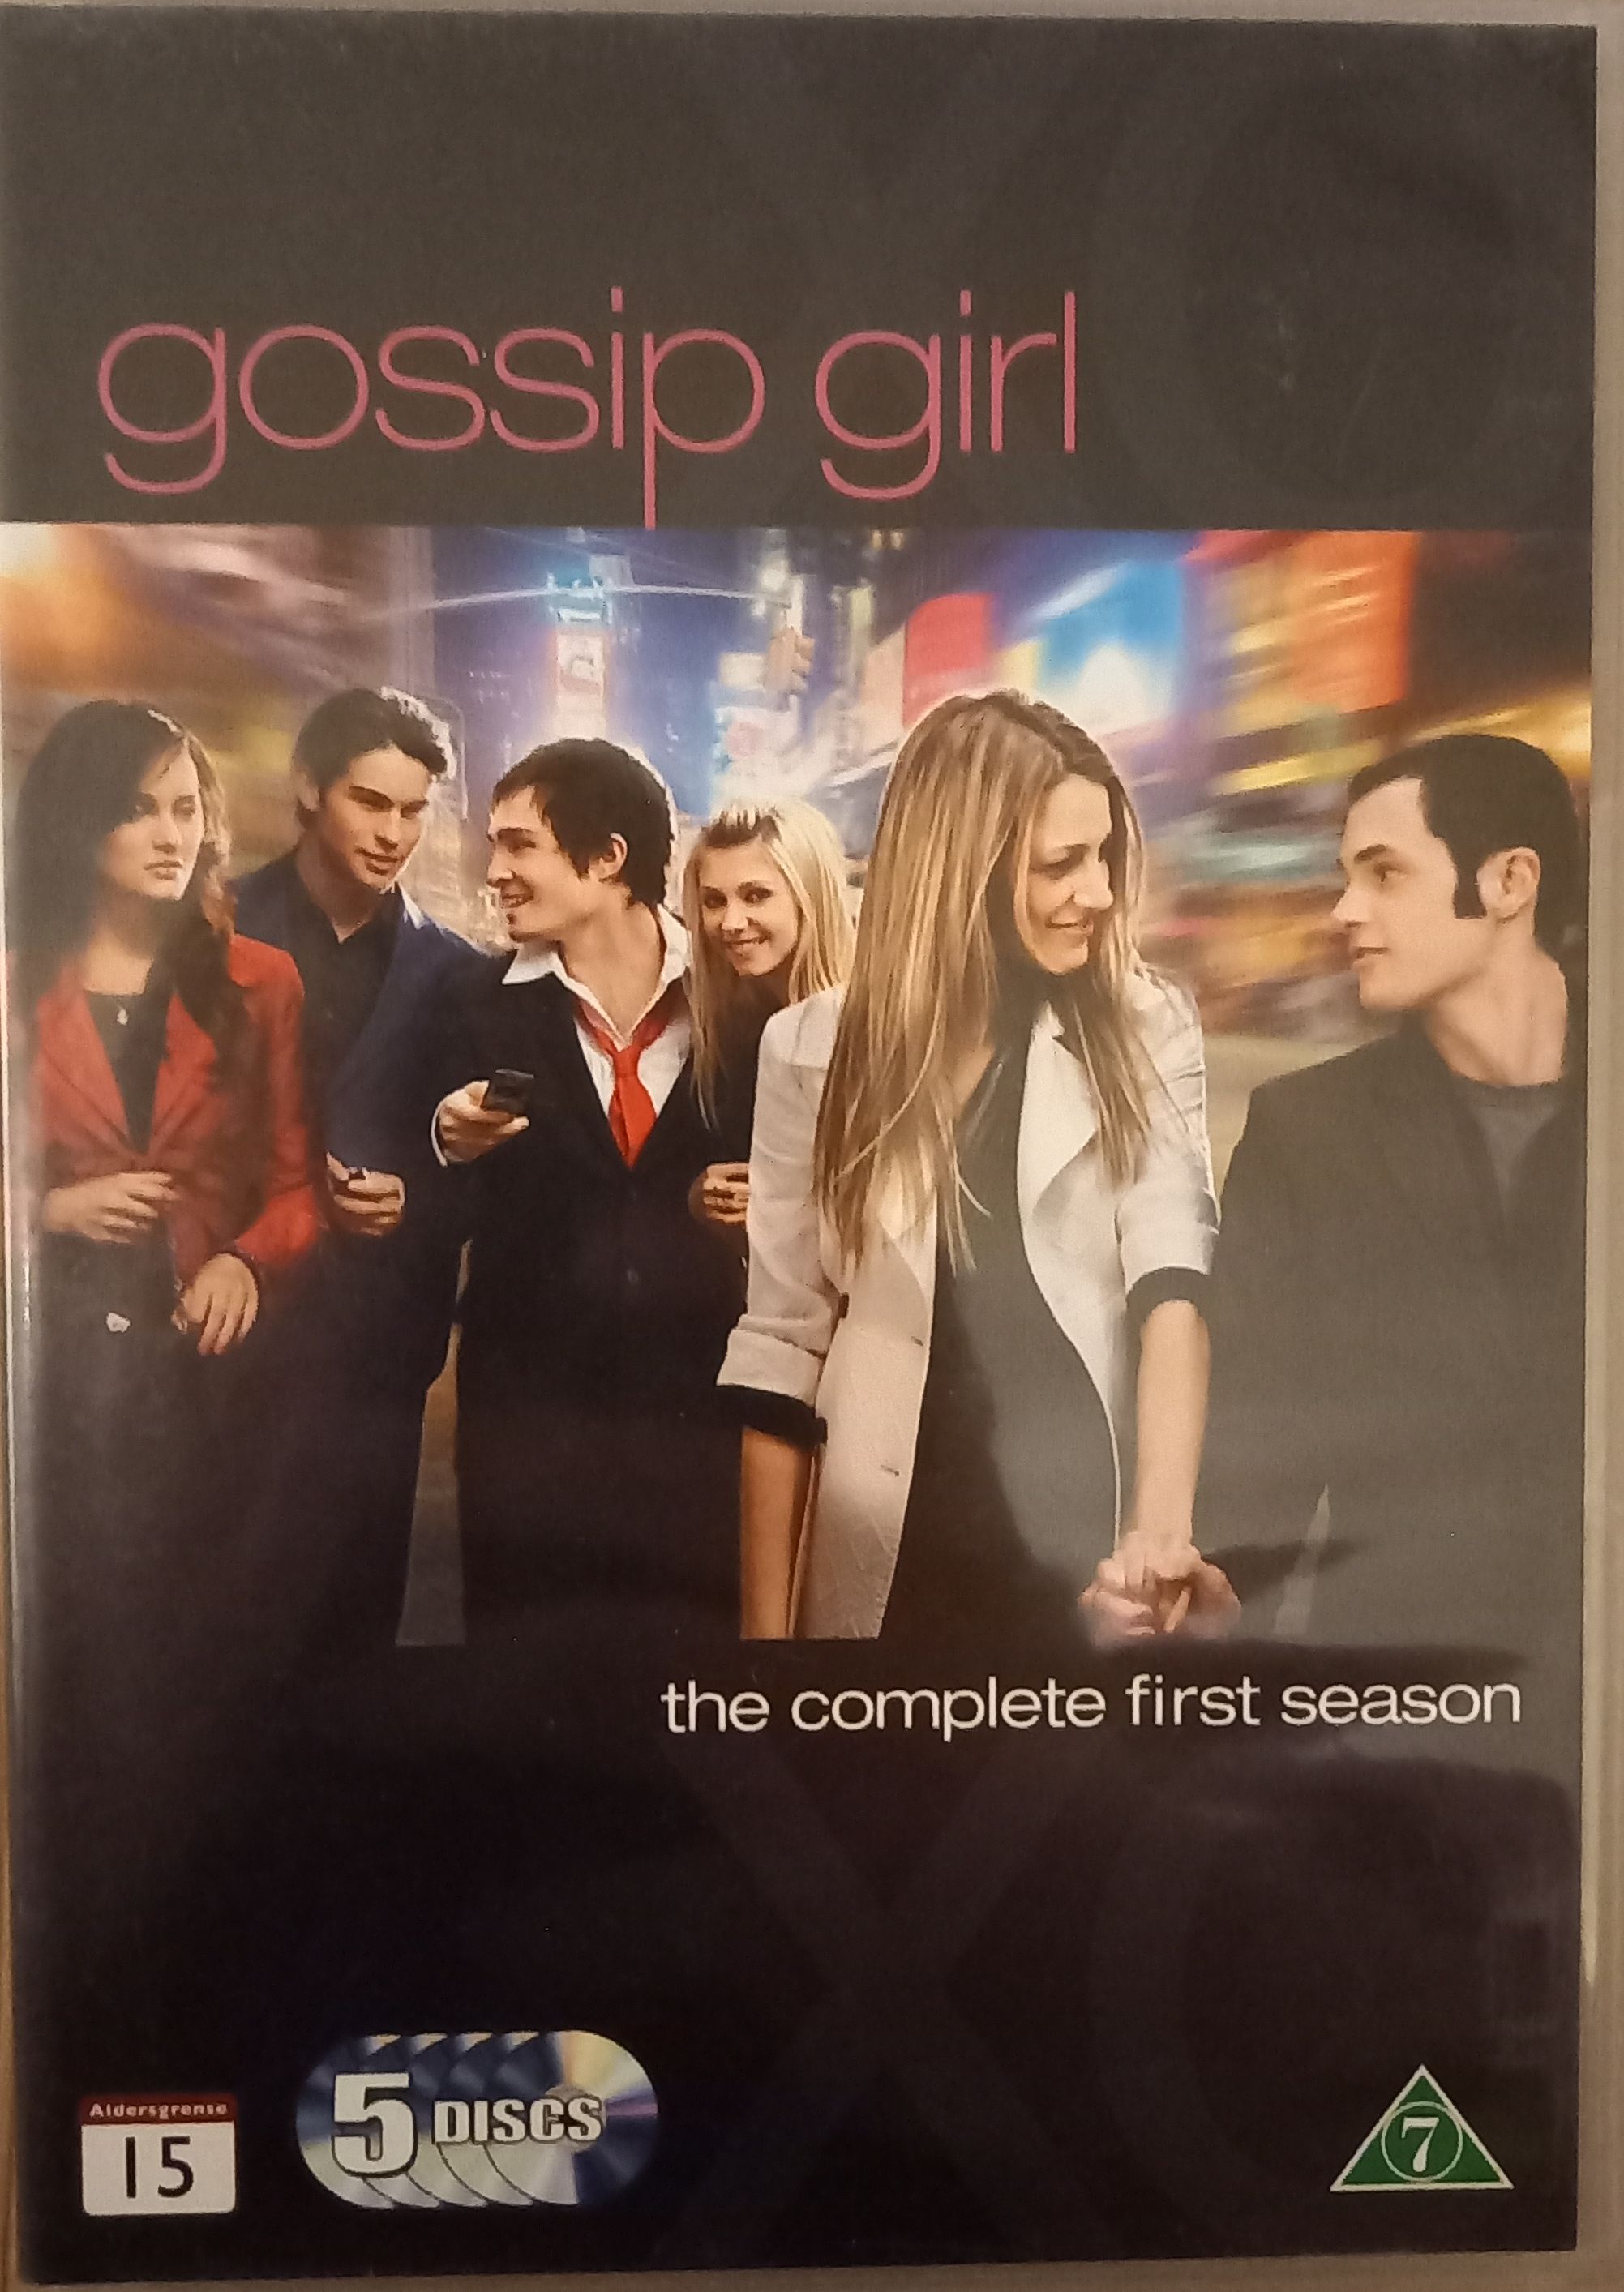 gossip girl
the complete first season
Aldersgrense
15
5 DISCS
7